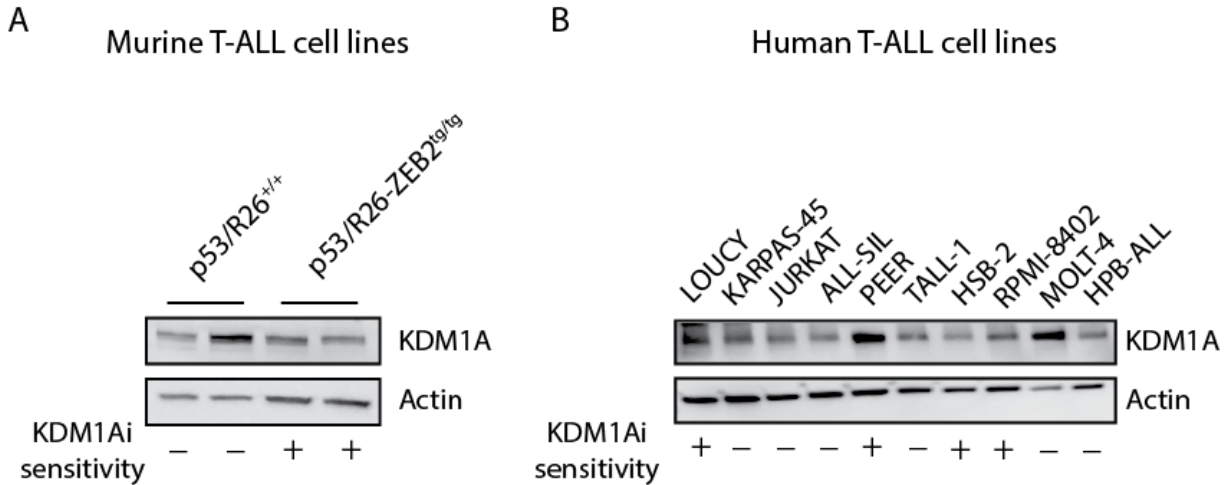 A
Murine T-ALL cell lines
p53/R26+/+
p53/R26-ZEB2tg/tg
KDM1A
Actin
KDM1Ai
sensitivity
– – + +
B
Human T-ALL cell lines
LOUCY
KARPAS-45
JURKAT
ALL-SIL
PEER
TALL-1
HSB-2
RPMI-8402
MOLT-4
HPB-ALL
KDM1A
Actin
KDM1Ai
sensitivity
+ – – – + – + + – –